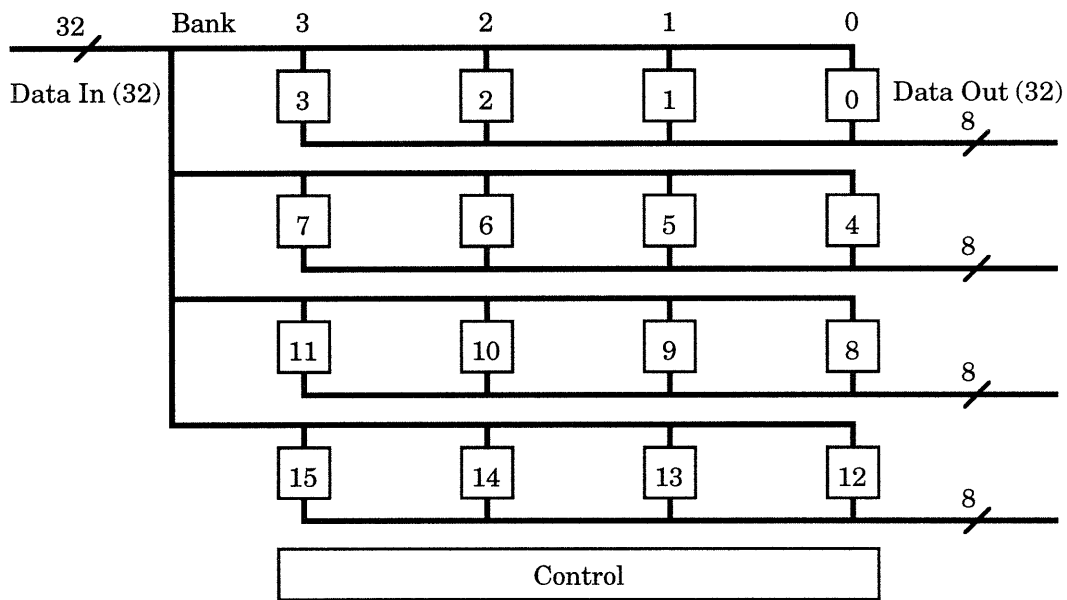 32 Bank 3 2 1 0
Data In (32) 3 2 1 0 Data Out (32)
8
7 6 5 4 8
11 10 9 8 8
15 14 13 12 8
Control